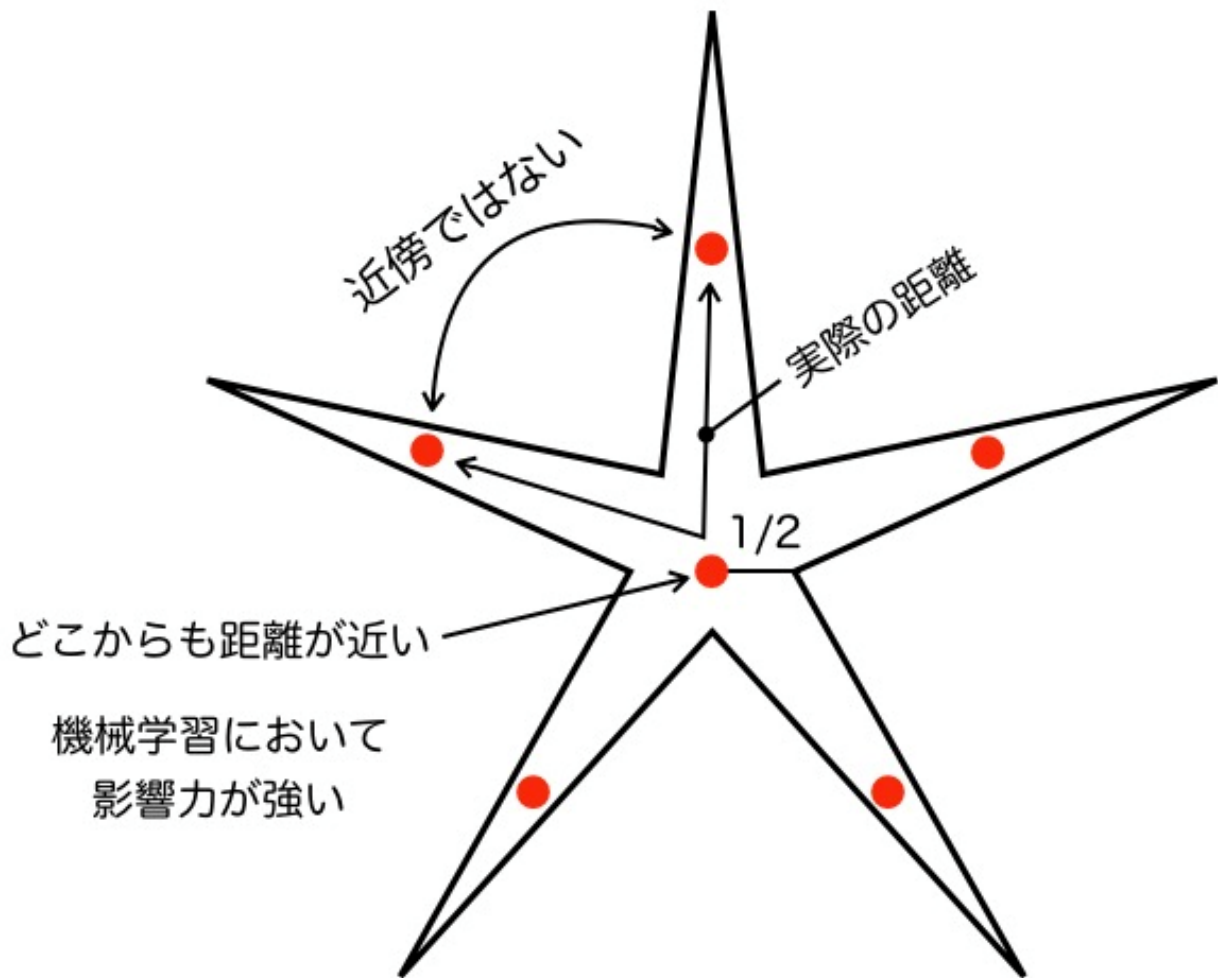 近傍ではない
実際の距離
1/2
どこからも距離が近い
機械学習において
影響力が強い